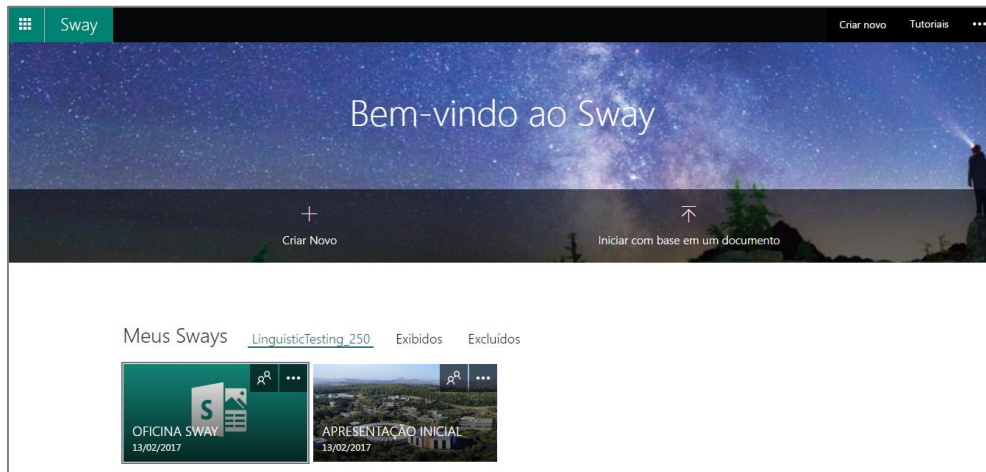 Sway
Criar novo
Tutoriais
Bem-vindo ao Sway
Criar Novo
Iniciar com base em um documento
Meus Sways
LinguisticTesting_250
Exibidos
Excluídos
S
OFICINA SWAY
13/02/2017
APRESENTAÇÃO INICIAL
13/02/2017